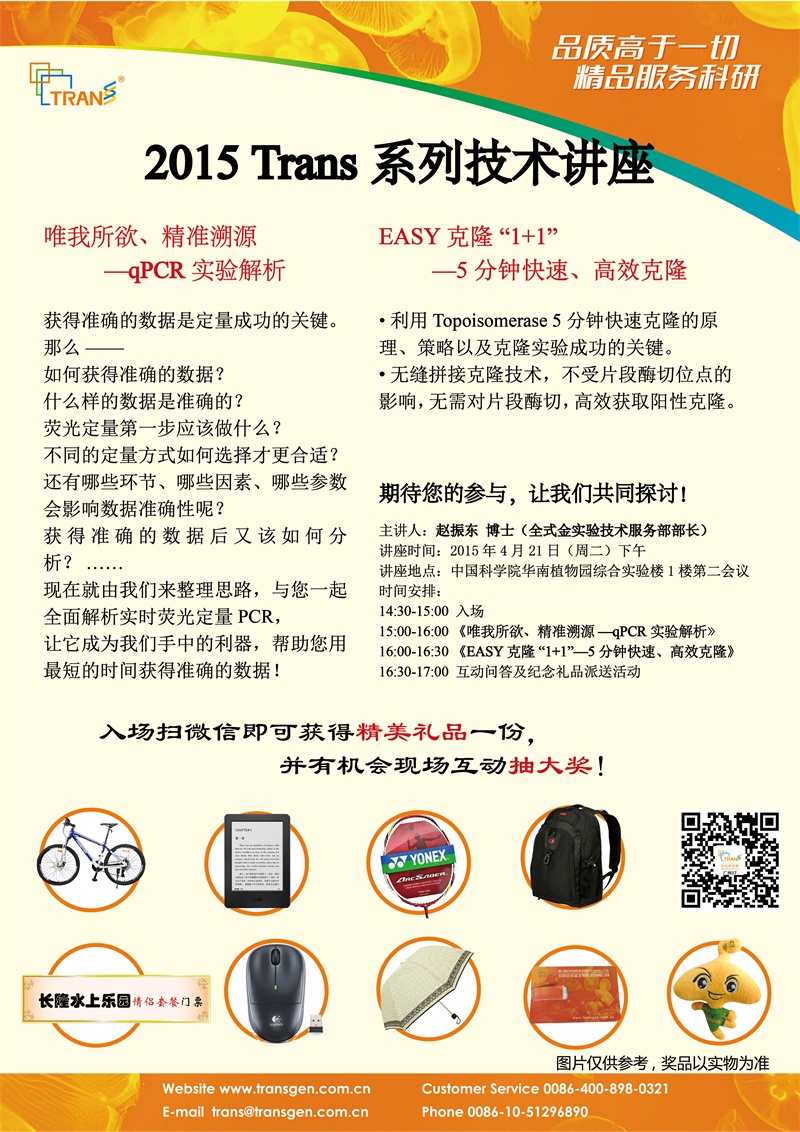 品质高于一切
精品服务科研
TRANS®
2015 Trans 系列技术讲座
唯我所欲、精准溯源
—qPCR 实验解析
获得准确的数据是定量成功的关键。
那么 ——
如何获得准确的数据？
什么样的数据是准确的？
荧光定量第一步应该做什么？
不同的定量方式如何选择才更合适？
还有哪些环节、哪些因素、哪些参数
会影响数据准确性呢？
获得准确的数据后又该如何分
析？ ……
现在就由我们来整理思路，与您一起
全面解析实时荧光定量 PCR，
让它成为我们手中的利器，帮助您用
最短的时间获得准确的数据！
EASY 克隆 “1+1”
—5 分钟快速、高效克隆
• 利用 Topoisomerase 5 分钟快速克隆的原
理、策略以及克隆实验成功的关键。
• 无缝拼接克隆技术，不受片段酶切位点的
影响，无需对片段酶切，高效获取阳性克隆。
期待您的参与，让我们共同探讨！
主讲人：赵振东 博士（全式金实验技术服务部部长）
讲座时间：2015 年 4 月 21 日（周二）下午
讲座地点：中国科学院华南植物园综合实验楼 1 楼第二会议
时间安排：
14:30-15:00 入场
15:00-16:00 《唯我所欲、精准溯源 —qPCR 实验解析》
16:00-16:30 《EASY 克隆 “1+1”—5 分钟快速、高效克隆》
16:30-17:00 互动问答及纪念礼品派送活动
入场扫微信即可获得精美礼品一份，
并有机会现场互动抽大奖！
CHAPTER I
YONEX
ARCSABER
TRANS
长隆水上乐园情侣套餐门票
Logitech
图片仅供参考，奖品以实物为准
Website www.transgen.com.cn
Customer Service 0086-400-898-0321
E-mail trans@transgen.com.cn
Phone 0086-10-51296890